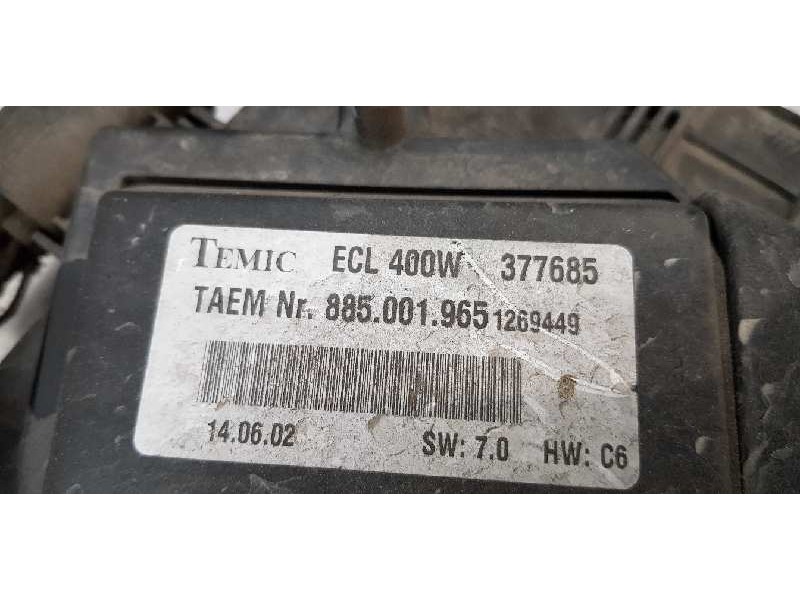 TEMIC ECL 400W 377685
TAEM Nr. 885.001.965 1269449
14.06.02 SW: 7.0 HW: C6